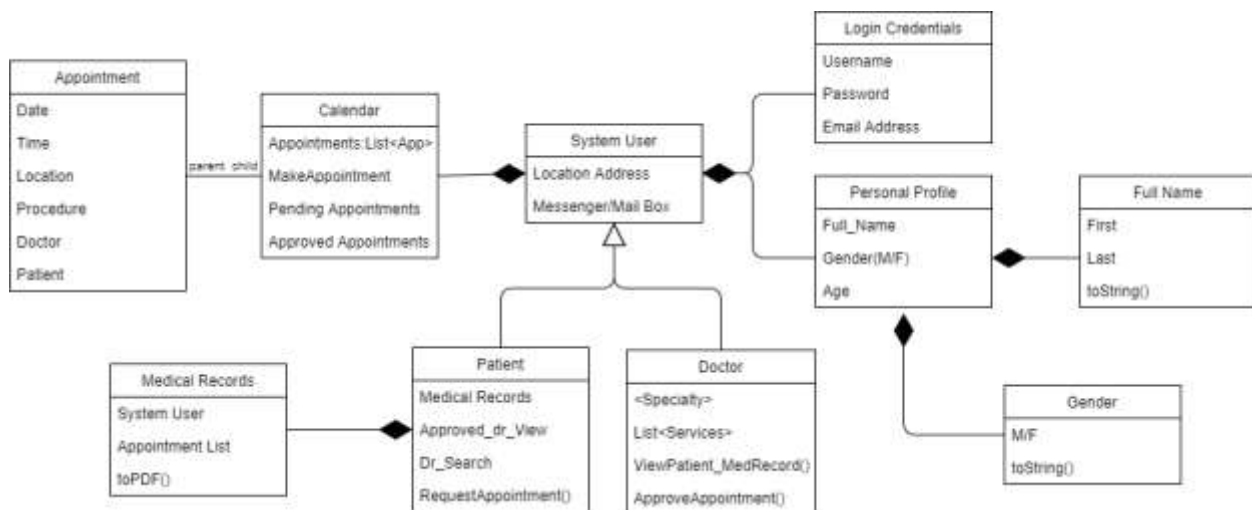 Login Credentials
Username
Password
Email Address
Appointment
Date
Time
Location
Procedure
Doctor
Patient
parent child
Calendar
Appointments:List<App>
MakeAppointment
Pending Appointments
Approved Appointments
System User
Location Address
Messenger/Mail Box
Personal Profile
Full_Name
Gender(M/F)
Age
Full Name
First
Last
toString()
Medical Records
System User
Appointment List
toPDF()
Patient
Medical Records
Approved_dr_View
Dr_Search
RequestAppointment()
Doctor
<Specialty>
List<Services>
ViewPatient_MedRecord()
ApproveAppointment()
Gender
M/F
toString()